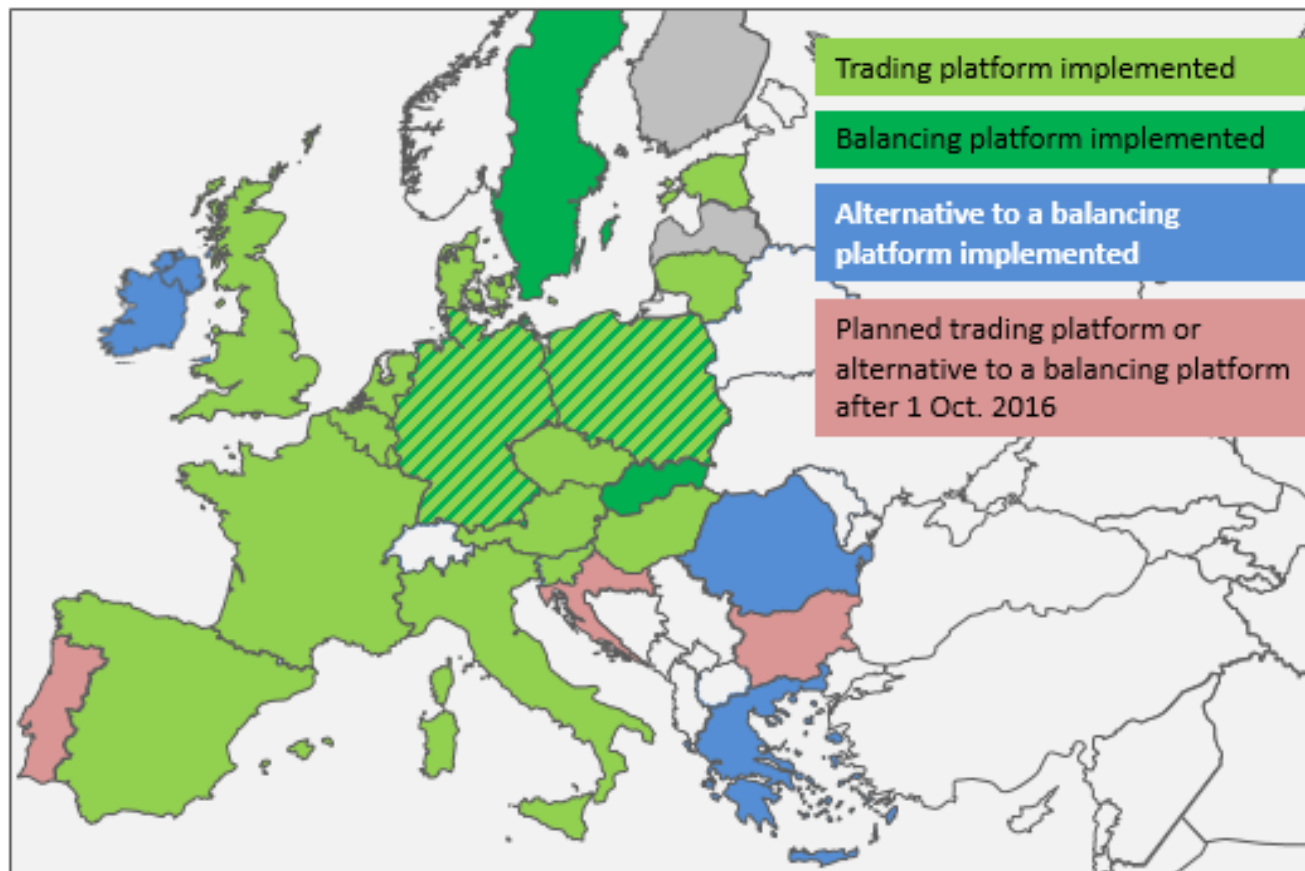 Trading platform implemented
Balancing platform implemented
Alternative to a balancing
platform implemented
Planned trading platform or
alternative to a balancing platform
after 1 Oct. 2016